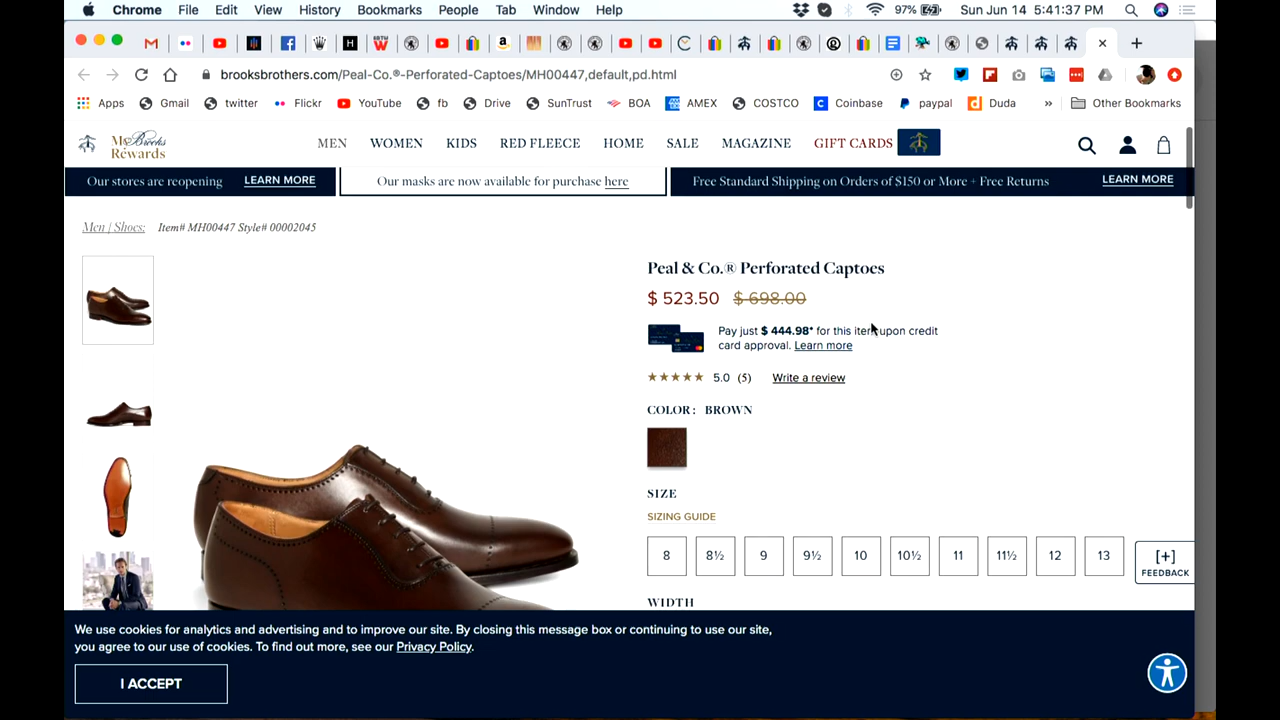 Chrome File Edit View History Bookmarks People Tab Window Help 97% Sun Jun 14 5:41:37 PM
brooksbrothers.com/Peal-Co.®-Perforated-Captoes/MH00447,default,pd.html
Apps Gmail twitter Flickr YouTube fb Drive SunTrust BOA AMEX COSTCO Coinbase paypal Duda » Other Bookmarks
My Brooks Rewards
MEN WOMEN KIDS RED FLEECE HOME SALE MAGAZINE GIFT CARDS
Our stores are reopening LEARN MORE Our masks are now available for purchase here Free Standard Shipping on Orders of $150 or More + Free Returns LEARN MORE
Men | Shoes: Item# MH00447 Style# 00002045
Peal & Co.® Perforated Captoes
$ 523.50 $ 698.00
Pay just $ 444.98* for this item upon credit
card approval. Learn more
★★★★★ 5.0 (5) Write a review
COLOR: BROWN
SIZE
SIZING GUIDE
8 8½ 9 9½ 10 10½ 11 11½ 12 13
[+]
FEEDBACK
WIDTH
We use cookies for analytics and advertising and to improve our site. By closing this message box or continuing to use our site,
you agree to our use of cookies. To find out more, see our Privacy Policy.
I ACCEPT